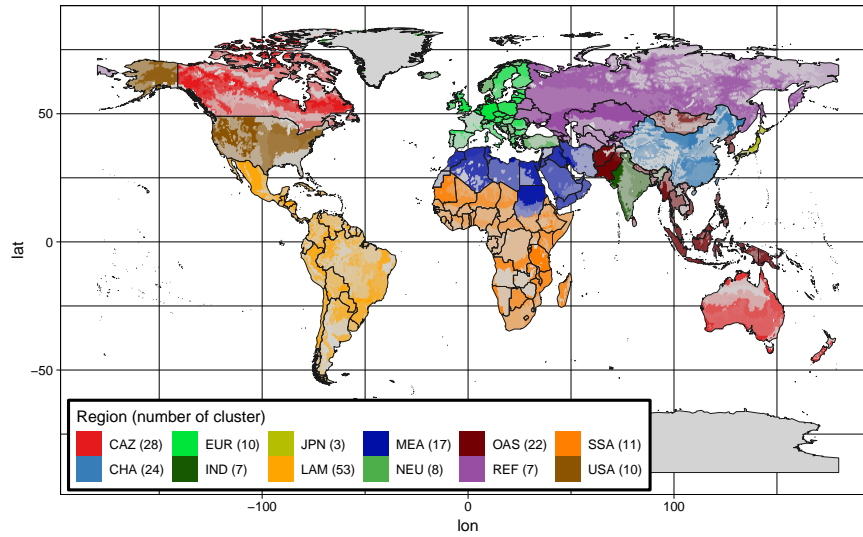 50
0
−50
lat
Region (number of cluster)
CAZ (28) EUR (10) JPN (3) MEA (17) OAS (22) SSA (11)
CHA (24) IND (7) LAM (53) NEU (8) REF (7) USA (10)
−100 0 100
lon